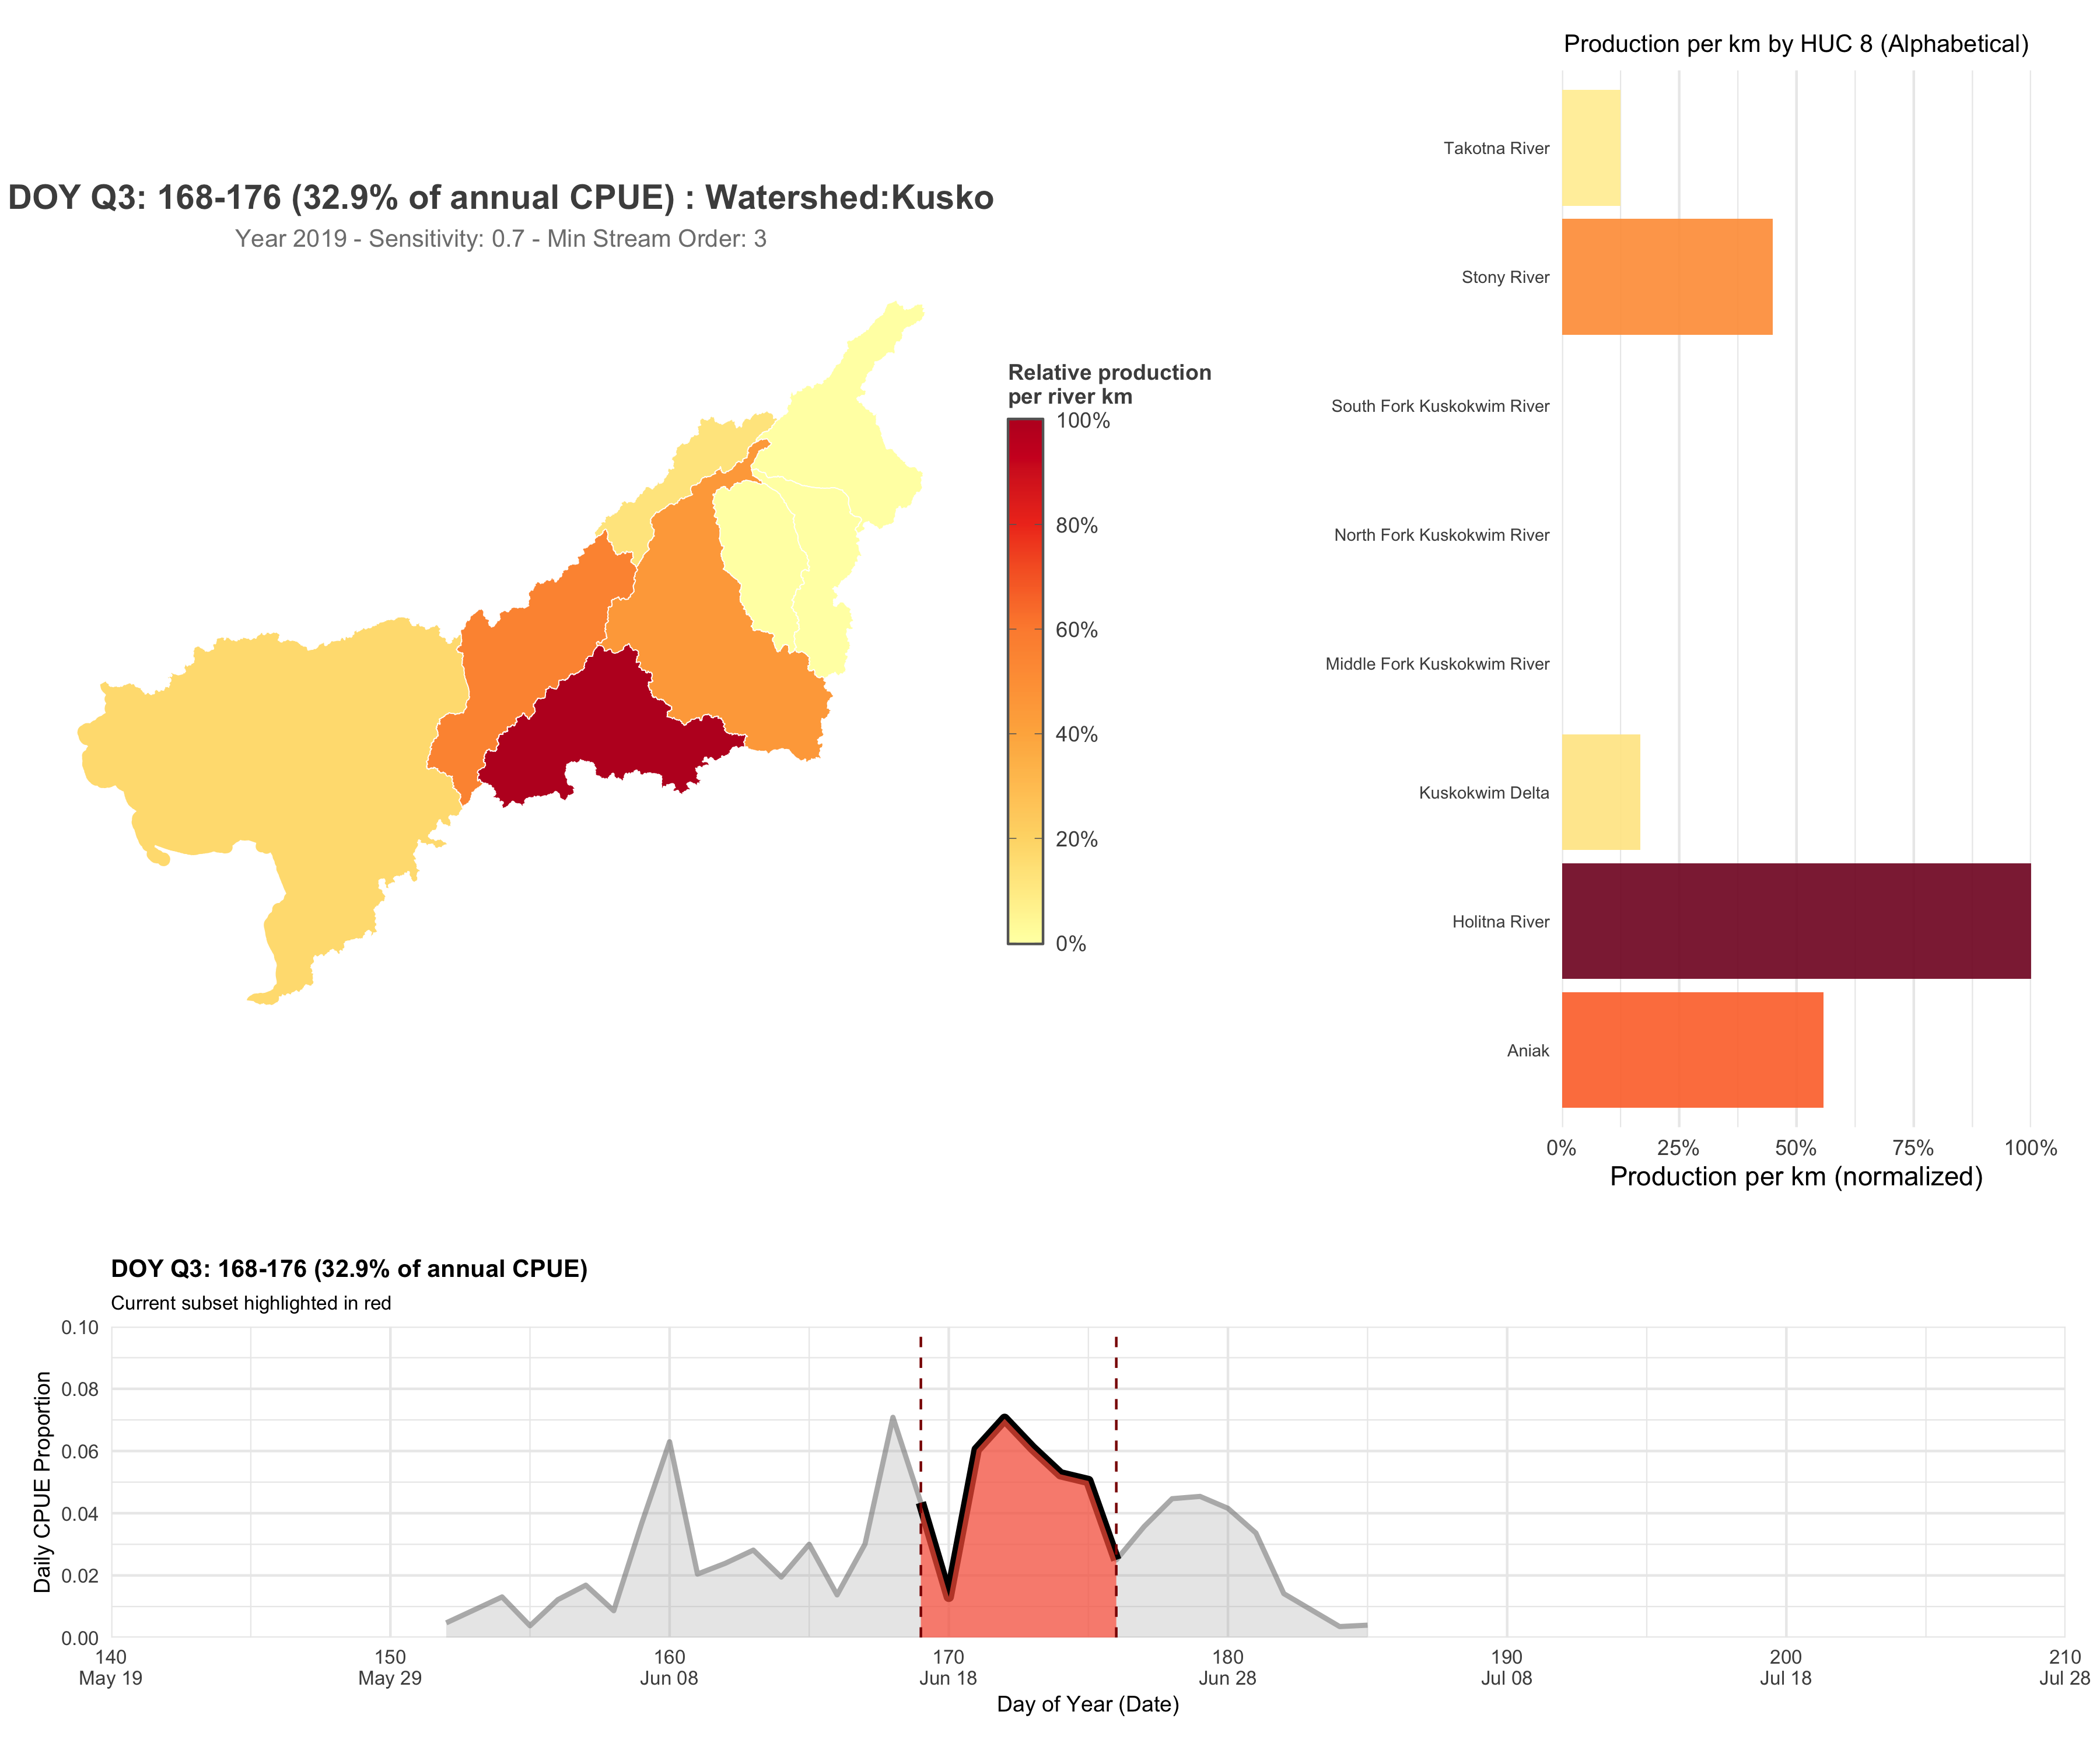 Production per km by HUC 8 (Alphabetical)
Takotna River
Stony River
South Fork Kuskokwim River
North Fork Kuskokwim River
Middle Fork Kuskokwim River
Kuskokwim Delta
Holitna River
Aniak
0%
25%
50%
75%
100%
Production per km (normalized)
DOY Q3: 168-176 (32.9% of annual CPUE) : Watershed:Kusko
Year 2019 - Sensitivity: 0.7 - Min Stream Order: 3
Relative production
per river km
100%
80%
60%
40%
20%
0%
DOY Q3: 168-176 (32.9% of annual CPUE)
Current subset highlighted in red
Daily CPUE Proportion
0.10
0.08
0.06
0.04
0.02
0.00
140
May 19
150
May 29
160
Jun 08
170
Jun 18
180
Jun 28
190
Jul 08
200
Jul 18
210
Jul 28
Day of Year (Date)